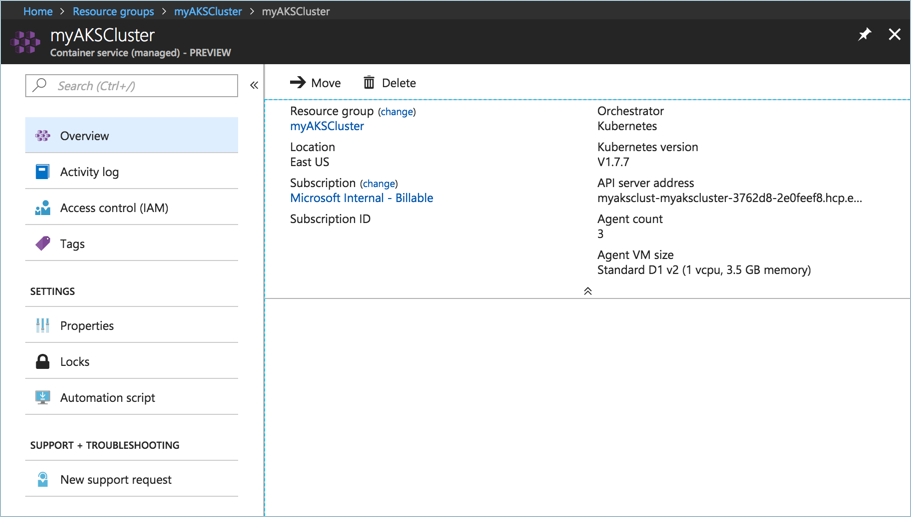 Home > Resource groups > myAKSCluster > myAKSCluster
myAKSCluster
Container service (managed) - PREVIEW
Search (Ctrl+/)
Overview
Activity log
Access control (IAM)
Tags
SETTINGS
Properties
Locks
Automation script
SUPPORT + TROUBLESHOOTING
New support request
Move
Delete
Resource group (change)
myAKSCluster
Location
East US
Subscription (change)
Microsoft Internal - Billable
Subscription ID
Orchestrator
Kubernetes
Kubernetes version
V1.7.7
API server address
myaksclust-myakscluster-3762d8-2e0feef8.hcp.e...
Agent count
3
Agent VM size
Standard D1 v2 (1 vcpu, 3.5 GB memory)